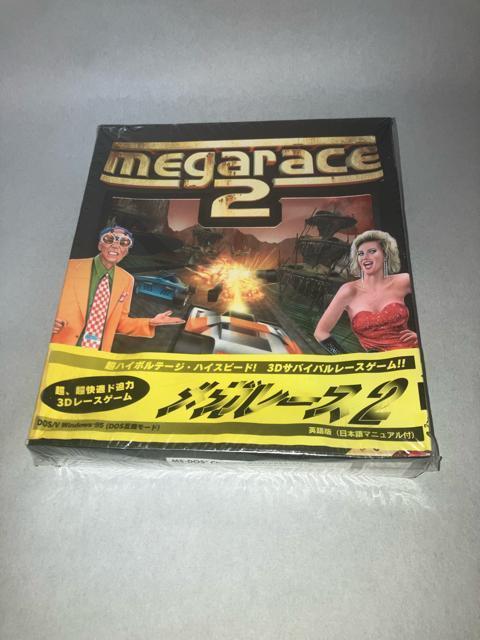 megarace
2
超ハイボルテージ・ハイスピード! 3Dサバイバルレースゲーム!!
超、超快適ド迫力
3Dレースゲーム
メガレース2
DOS/V Windows 95 (DOS互換モード)
英語版（日本語マニュアル付）
MS-DOS